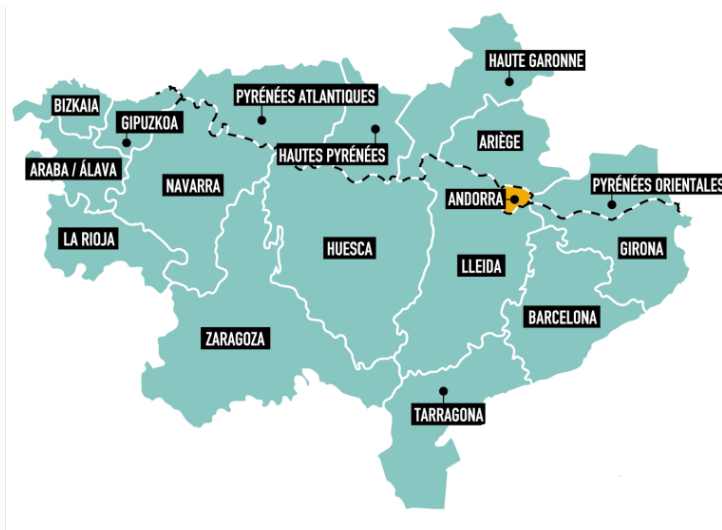 HAUTE GARONNE
PYRÉNÉES ATLANTIQUES
BIZKAIA
GIPUZKOA
HAUTES PYRÉNÉES
ARIÈGE
ARABA / ÁLAVA
NAVARRA
PYRÉNÉES ORIENTALES
ANDORRA
LA RIOJA
HUESCA
GIRONA
LLEIDA
BARCELONA
ZARAGOZA
TARRAGONA